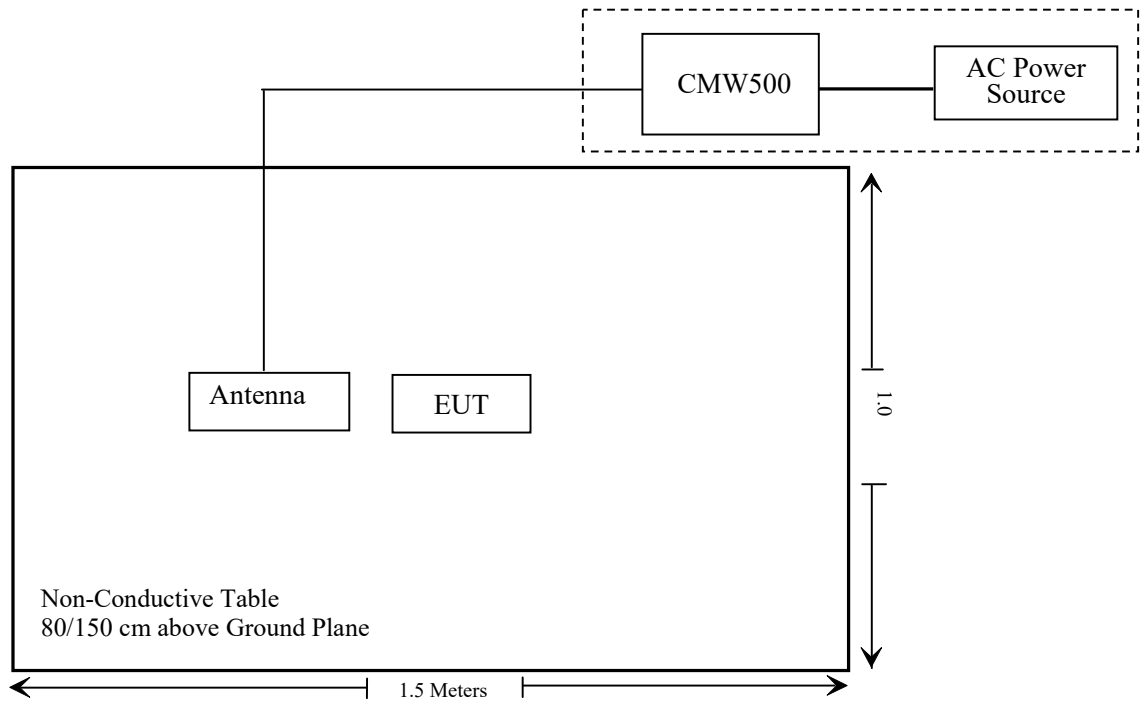 CMW500
AC Power
Source
Antenna
EUT
1.0
Non-Conductive Table
80/150 cm above Ground Plane
1.5 Meters